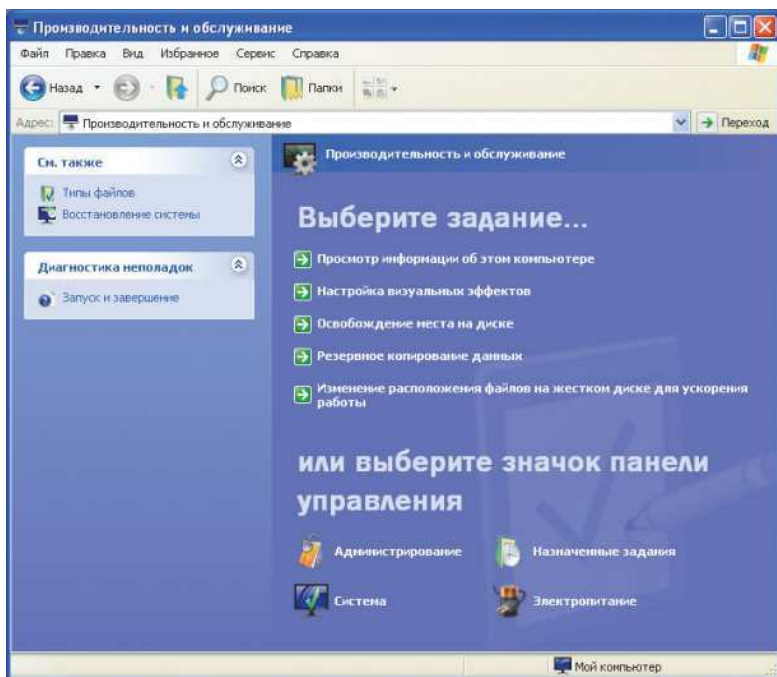 Производительность и обслуживание
Файл Правка Вид Избранное Сервис Справка
Назад Поиск Папки
Адрес: Производительность и обслуживание Переход
См. также
Типы файлов
Восстановление системы
Диагностика неполадок
Запуск и завершение
Производительность и обслуживание
Выберите задание...
Просмотр информации об этом компьютере
Настройка визуальных эффектов
Освобождение места на диске
Резервное копирование данных
Изменение расположения файлов на жестком диске для ускорения
работы
или выберите значок панели
управления
Администрирование
Назначенные задания
Система
Электропитание
Мой компьютер